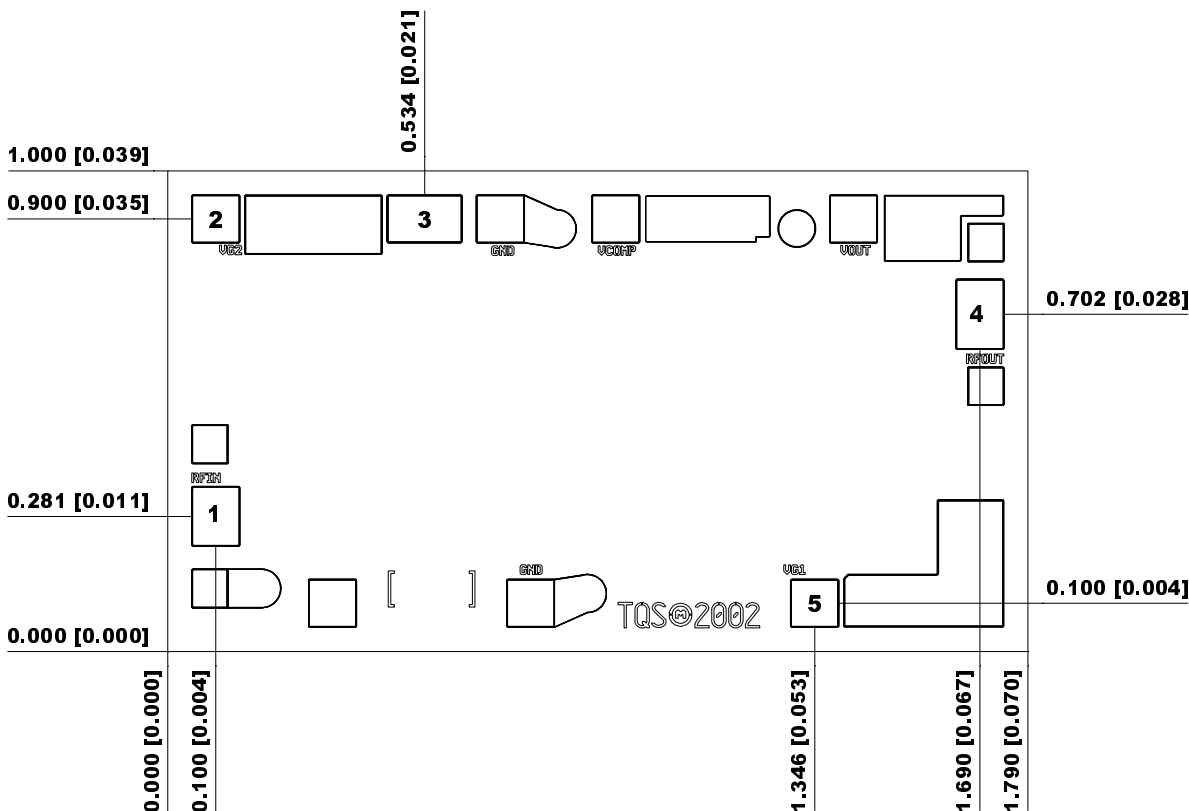 0.534 [0.021]
1.000 [0.039]
0.900 [0.035]
2
3
VG2
GND
VCOMP
VOUT
0.702 [0.028]
4
RFOUT
RFIN
0.281 [0.011]
1
[ ]
GND
VG1
0.100 [0.004]
5
TQSⓂ2002
0.000 [0.000]
0.000 [0.000]
0.100 [0.004]
1.346 [0.053]
1.690 [0.067]
1.790 [0.070]